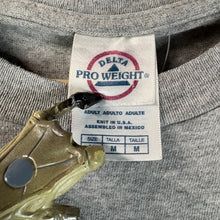 DELTA
PRO WEIGHT®
ADULT ADULTO ADULTE
KNIT IN U.S.A.
ASSEMBLED IN MEXICO
SIZE TALLA TAILLE
M M